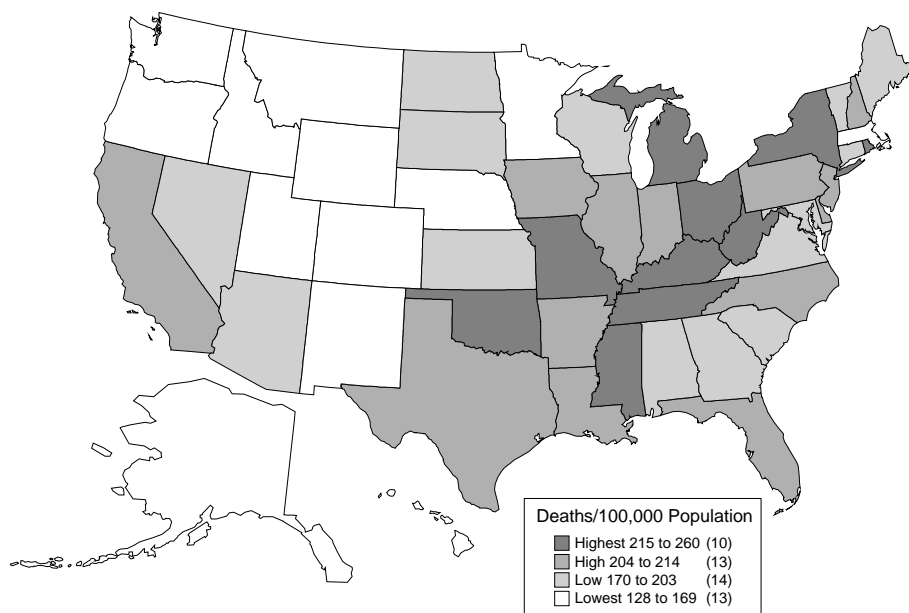 Deaths/100,000 Population
Highest 215 to 260 (10)
High 204 to 214 (13)
Low 170 to 203 (14)
Lowest 128 to 169 (13)